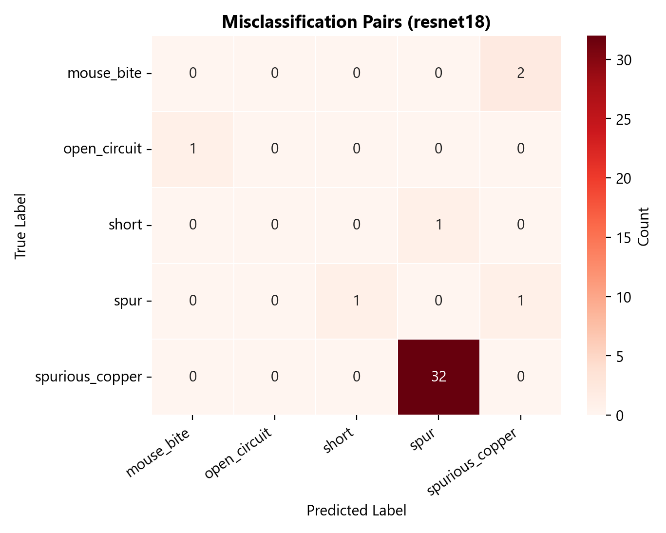 Misclassification Pairs (resnet18)
True Label
mouse_bite 0 0 0 0 2
open_circuit 1 0 0 0 0
short 0 0 0 1 0
spur 0 0 1 0 1
spurious_copper 0 0 0 32 0
mouse_bite open_circuit short spur spurious_copper
Predicted Label
30
25
20
15
10
5
0
Count